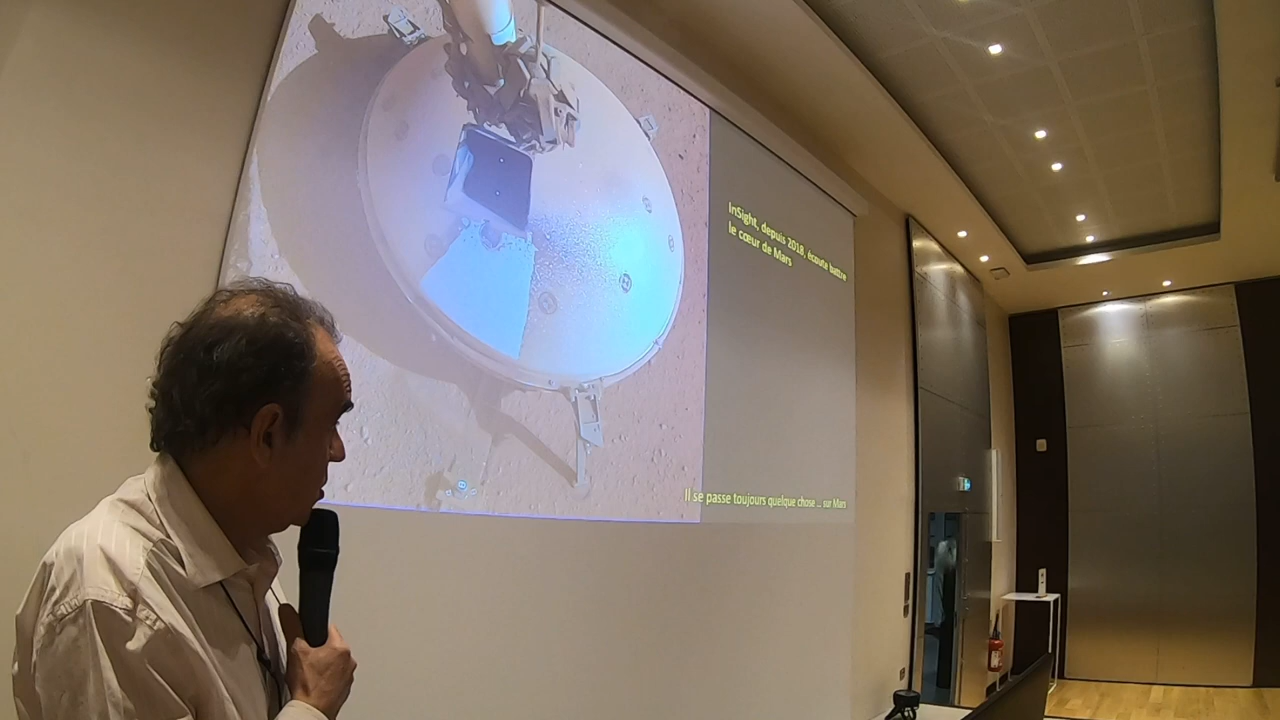 InSight, depuis 2018, écoute battre
le cœur de Mars
Il se passe toujours quelque chose ... sur Mars